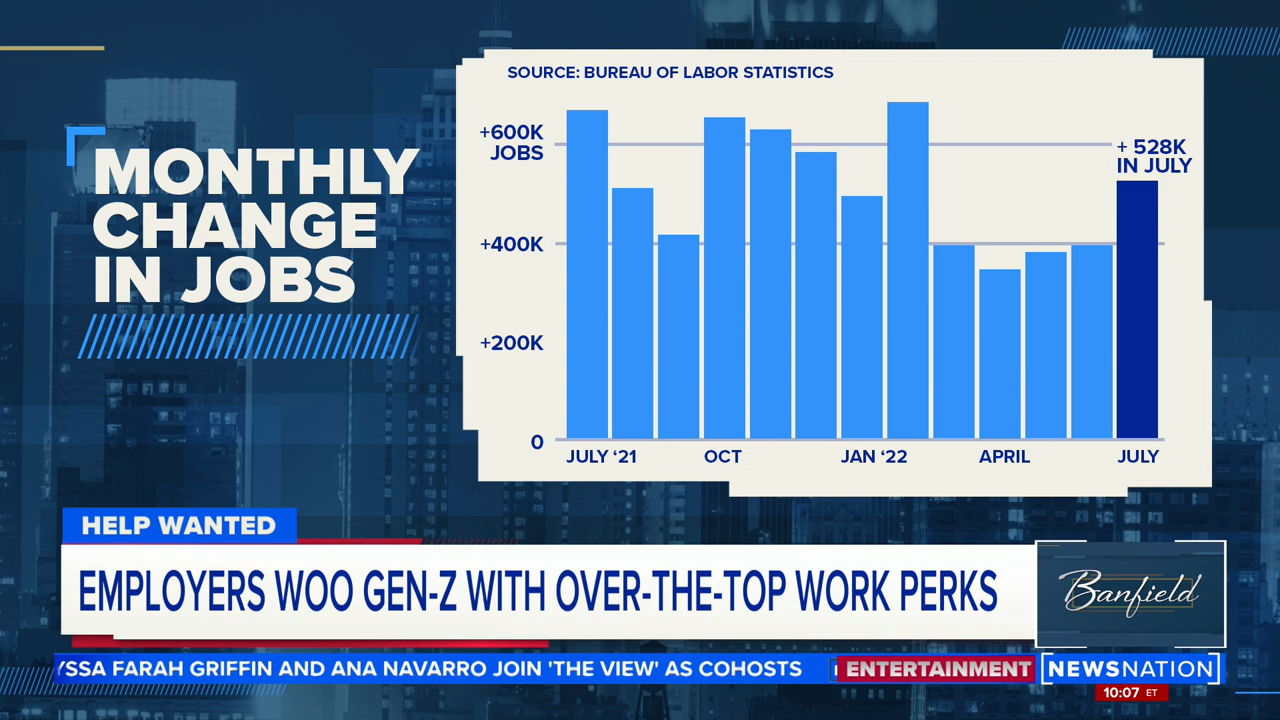 SOURCE: BUREAU OF LABOR STATISTICS
MONTHLY
CHANGE
IN JOBS
+600K
JOBS
+400K
+200K
0
+ 528K
IN JULY
JULY ‘21
OCT
JAN ‘22
APRIL
JULY
HELP WANTED
EMPLOYERS WOO GEN-Z WITH OVER-THE-TOP WORK PERKS
Banfield
YSSA FARAH GRIFFIN AND ANA NAVARRO JOIN 'THE VIEW' AS COHOSTS
ENTERTAINMENT
NEWSNATION
10:07 ET